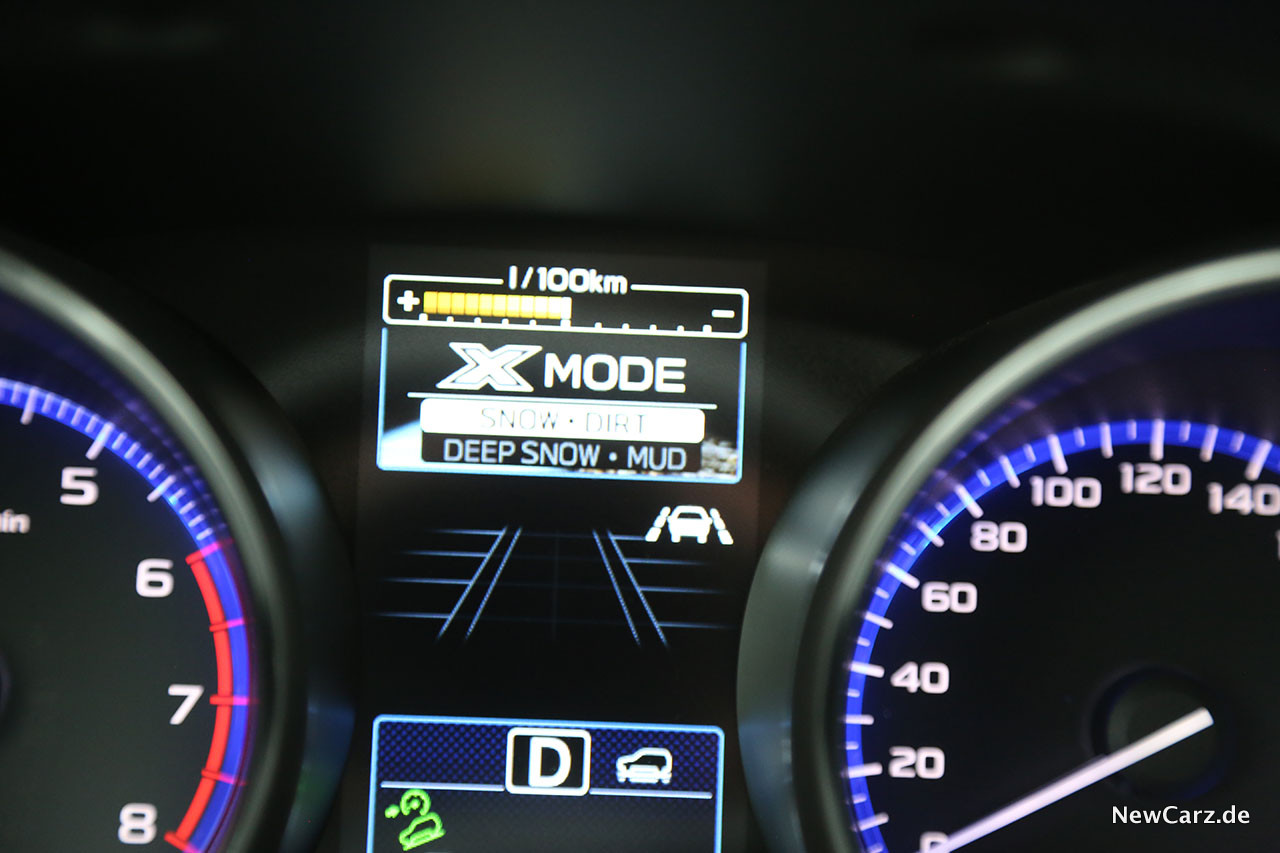 l/100km
+ −
X MODE
SNOW · DIRT
DEEP SNOW · MUD
5
6
7
8
D
0
20
40
60
80
100
120
140
NewCarz.de